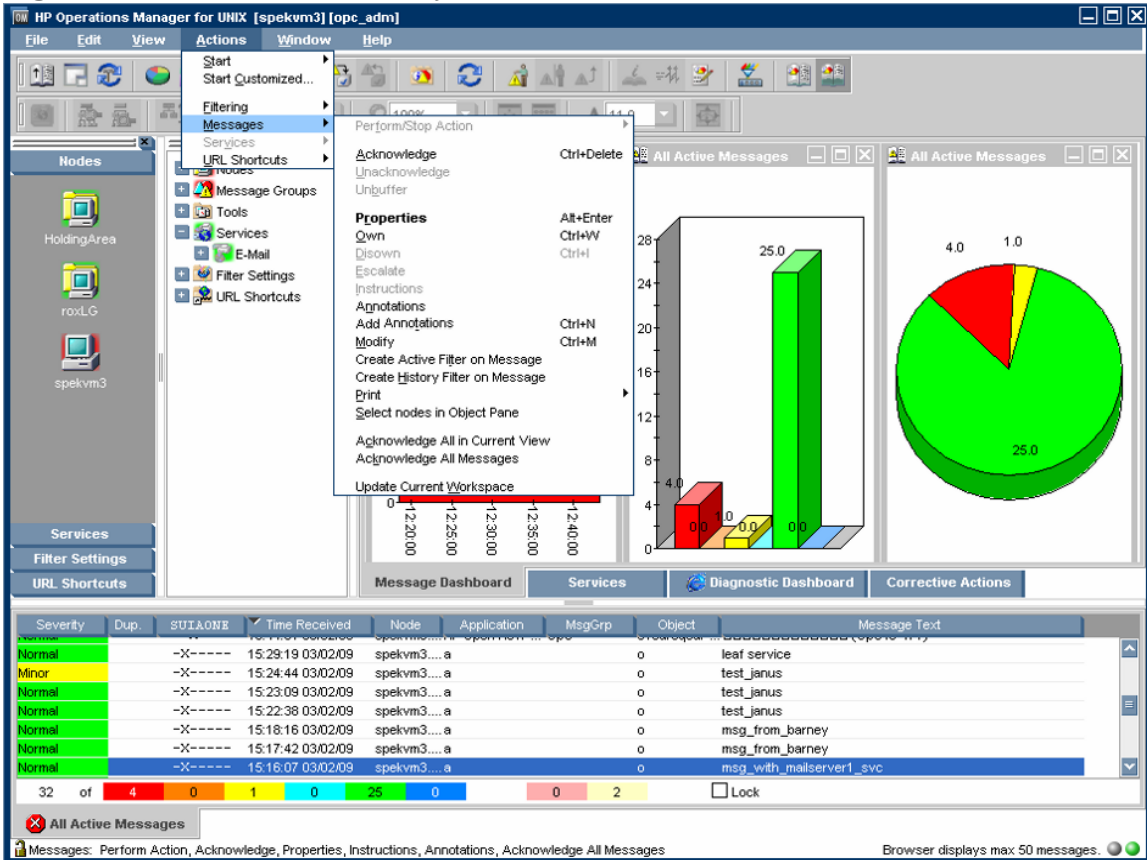 HP Operations Manager for UNIX [spekvm3] [opc_adm]
File Edit View Actions Window Help
Start
Start Customized...
Filtering
Messages
Services
URL Shortcuts
100%
11.0
Perform/Stop Action
Acknowledge Ctrl+Delete
Unacknowledge
Unbuffer
Properties Alt+Enter
Own Ctrl+W
Disown Ctrl+I
Escalate
Instructions
Annotations
Add Annotations Ctrl+N
Modify Ctrl+M
Create Active Filter on Message
Create History Filter on Message
Print
Select nodes in Object Pane
Acknowledge All in Current View
Acknowledge All Messages
Update Current Workspace
Nodes
HoldingArea
roxLG
spekvm3
Services
Filter Settings
URL Shortcuts
Nodes
Message Groups
Tools
Services
E-Mail
Filter Settings
URL Shortcuts
0
12:20:00 12:25:00 12:30:00 12:35:00 12:40:00
All Active Messages
28
24
20
16
12
8
4
0
4.0 0.0 1.0 0.0 25.0 0.0
All Active Messages
4.0 1.0
25.0
Message Dashboard Services Diagnostic Dashboard Corrective Actions
Severity Dup. SUIAONE Time Received Node Application MsgGrp Object Message Text
Normal -X----- 15:29:19 03/02/09 spekvm3.... a o leaf service
Minor -X----- 15:24:44 03/02/09 spekvm3.... a o test_janus
Normal -X----- 15:23:09 03/02/09 spekvm3.... a o test_janus
Normal -X----- 15:22:38 03/02/09 spekvm3.... a o test_janus
Normal -X----- 15:18:16 03/02/09 spekvm3.... a o msg_from_barney
Normal -X----- 15:17:42 03/02/09 spekvm3.... a o msg_from_barney
Normal -X----- 15:16:07 03/02/09 spekvm3.... a o msg_with_mailserver1_svc
32 of 4 0 1 0 25 0 0 2 Lock
All Active Messages
Messages: Perform Action, Acknowledge, Properties, Instructions, Annotations, Acknowledge All Messages Browser displays max 50 messages.